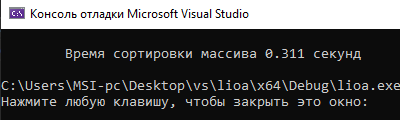 Консоль отладки Microsoft Visual Studio
Время сортировки массива 0.311 секунд
C:\Users\MSI-pc\Desktop\vs\lioa\x64\Debug\lioa.exe
Нажмите любую клавишу, чтобы закрыть это окно: